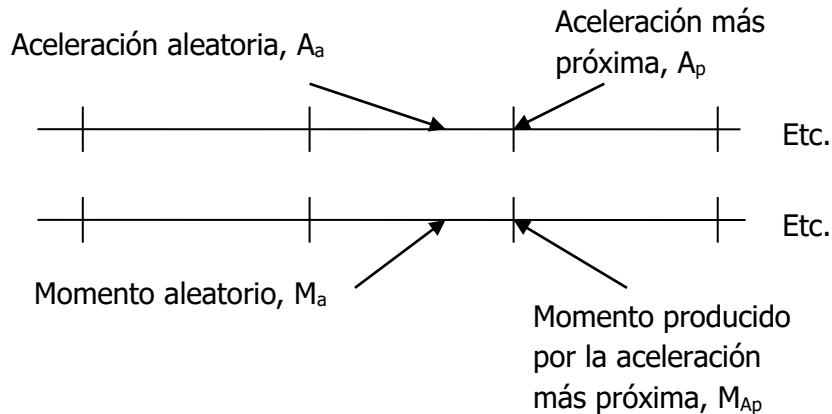 Aceleración aleatoria, Aa
Aceleración más
próxima, Ap
Etc.
Etc.
Momento aleatorio, Ma
Momento producido
por la aceleración
más próxima, MAp